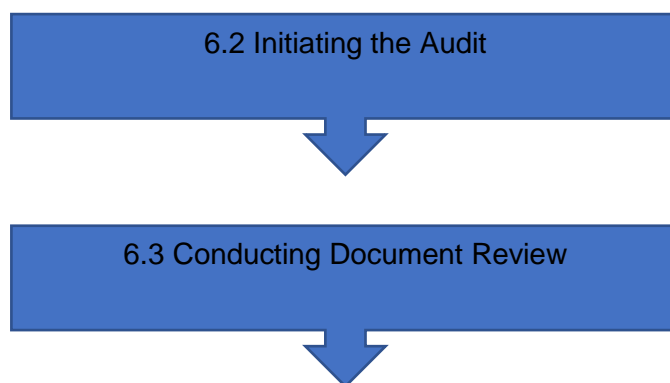 6.2 Initiating the Audit
6.3 Conducting Document Review